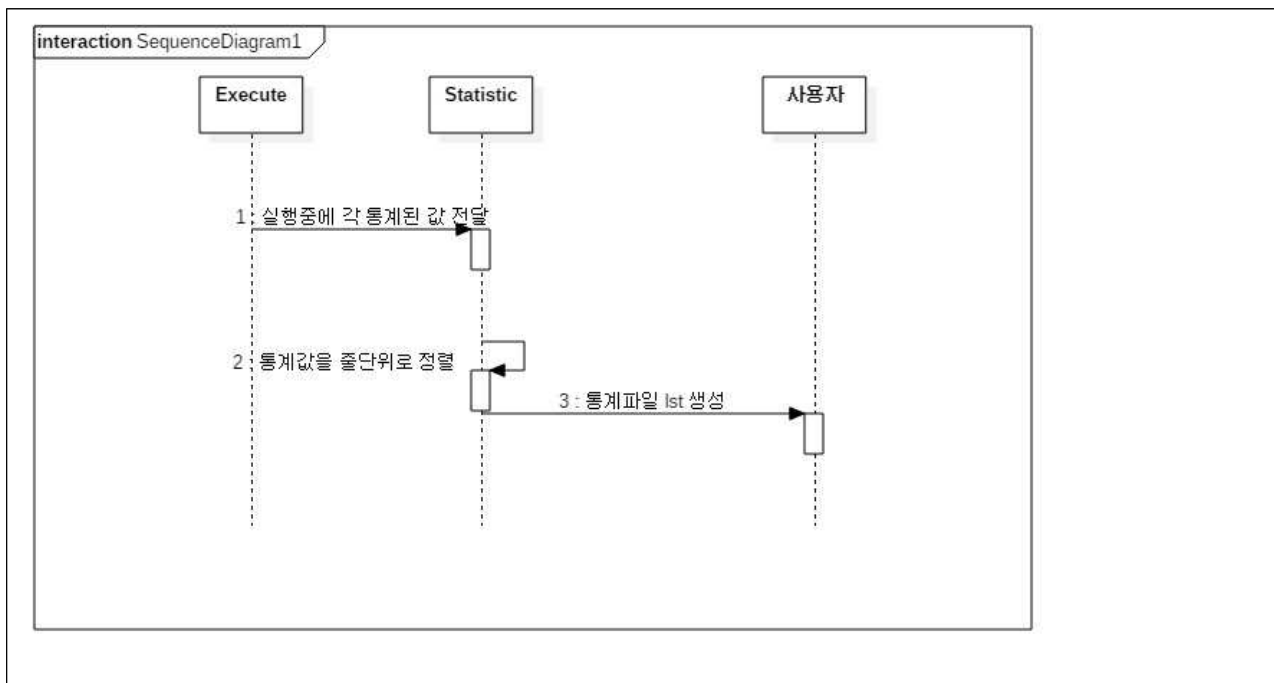 interaction SequenceDiagram1
Execute
Statistic
사용자
1 : 실행중에 각 통계된 값 전달
2 : 통계값을 줄단위로 정렬
3 : 통계파일 lst 생성